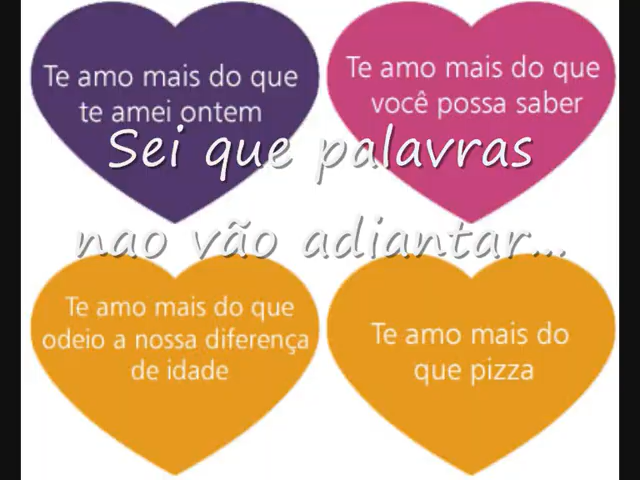 Te amo mais do que
te amei ontem
Te amo mais do que
você possa saber
Sei que palavras
nao vão adiantar...
Te amo mais do que
odeio a nossa diferença
de idade
Te amo mais do
que pizza